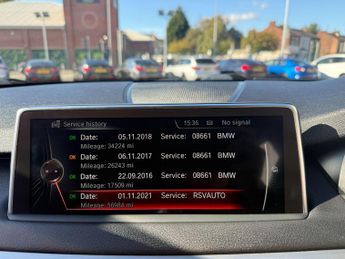 Service history 15:36 No signal
OK Date: 05.11.2018 Service: 08661 BMW
Mileage: 34224 mi
OK Date: 06.11.2017 Service: 08661 BMW
Mileage: 26243 mi
OK Date: 22.09.2016 Service: 08661 BMW
Mileage: 17509 mi
OK Date: 01.11.2021 Service: RSVAUTO
Mileage: 56984 mi